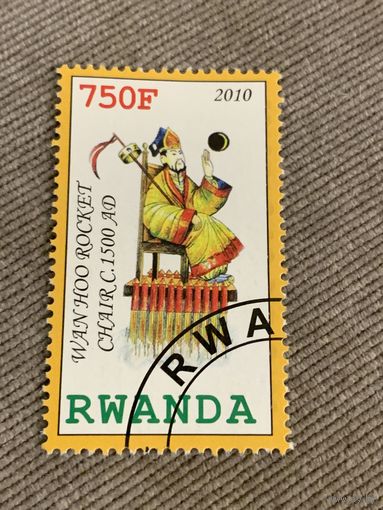 750F 2010
WAN HOO ROCKET
CHAIR C.1500 AD
RWA
RWANDA